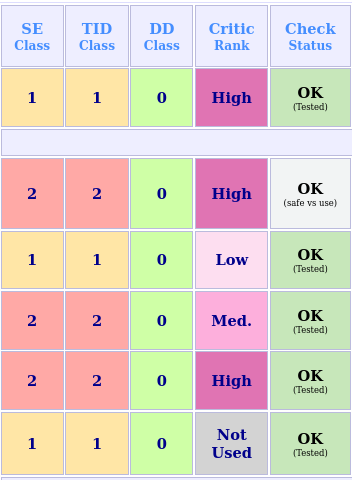 SE TID DD Critic Check
Class Class Class Rank Status
1 1 0 High OK
(Tested)
2 2 0 High OK
(safe vs use)
1 1 0 Low OK
(Tested)
2 2 0 Med. OK
(Tested)
2 2 0 High OK
(Tested)
1 1 0 Not Used OK
(Tested)